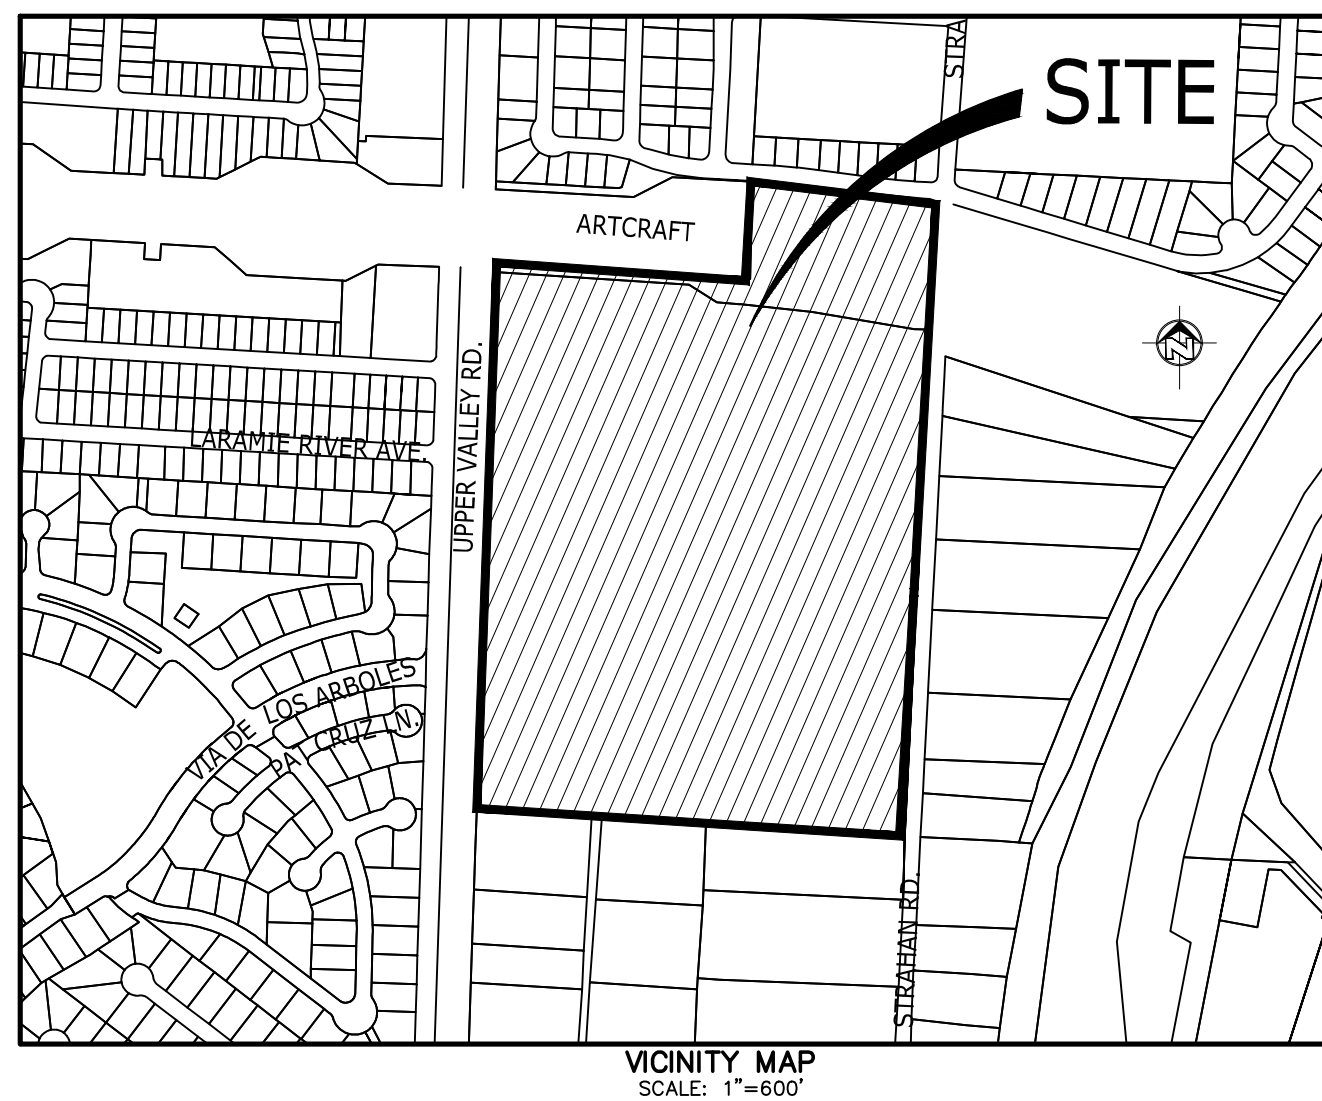 STRA
SITE
ARTCRAFT
N
UPPER VALLEY RD.
LARAMIE RIVER AVE.
VIA DE LOS ARBOLES
PAZ CRUZ LN.
STRAHAN RD.
VICINITY MAP
SCALE: 1"=600'